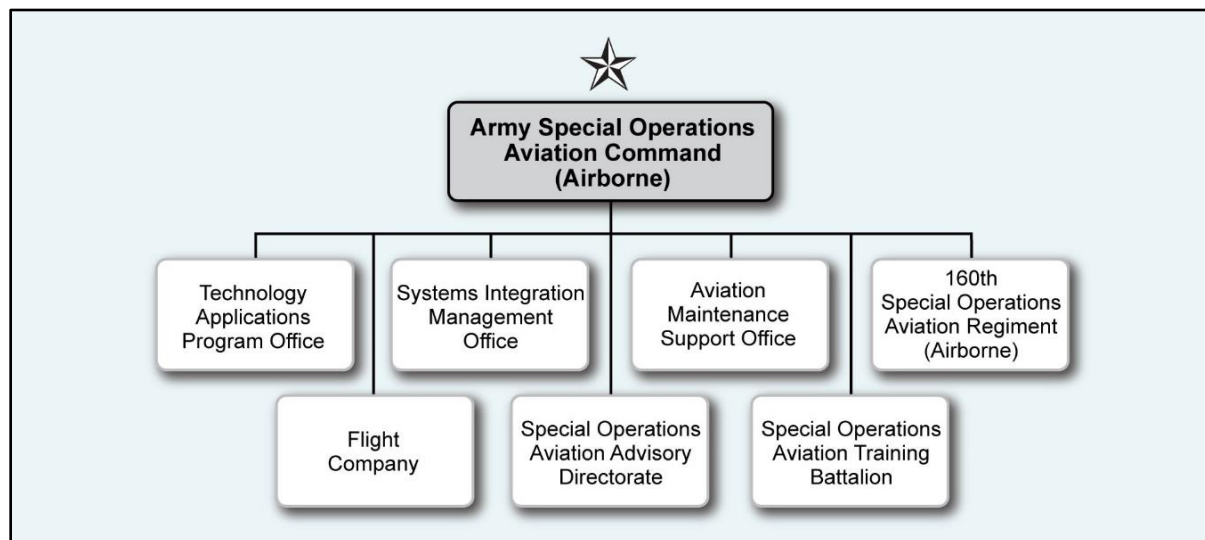 Army Special Operations
Aviation Command
(Airborne)
Technology
Applications
Program Office
Systems Integration
Management
Office
Aviation
Maintenance
Support Office
160th
Special Operations
Aviation Regiment
(Airborne)
Flight
Company
Special Operations
Aviation Advisory
Directorate
Special Operations
Aviation Training
Battalion